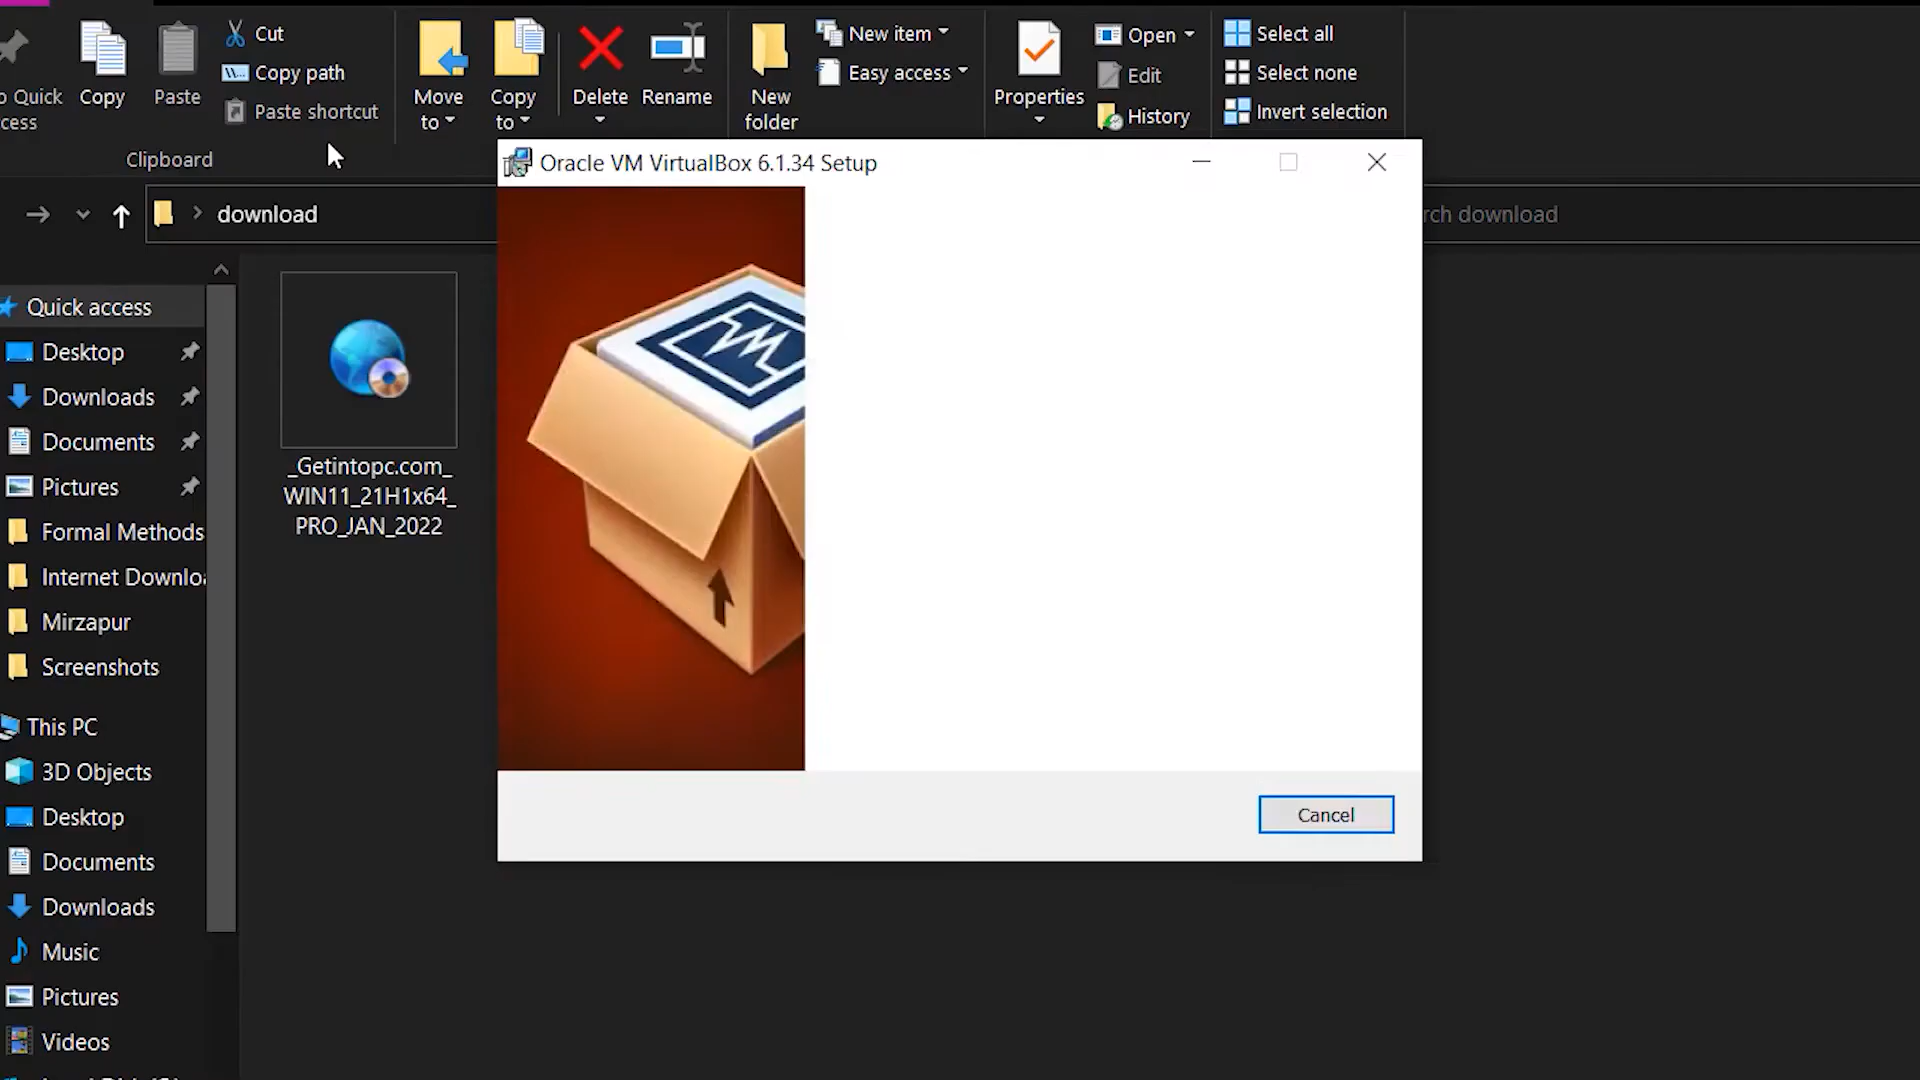 Quick
cess
Copy
Paste
Cut
Copy path
Paste shortcut
Clipboard
Move
to
Copy
to
Delete
Rename
New
folder
New item
Easy access
Properties
Open
Edit
History
Select all
Select none
Invert selection
download
rch download
Oracle VM VirtualBox 6.1.34 Setup
Cancel
Quick access
Desktop
Downloads
Documents
Pictures
Formal Methods
Internet Downlo
Mirzapur
Screenshots
This PC
3D Objects
Desktop
Documents
Downloads
Music
Pictures
Videos
_Getintopc.com_
WIN11_21H1x64_
PRO_JAN_2022